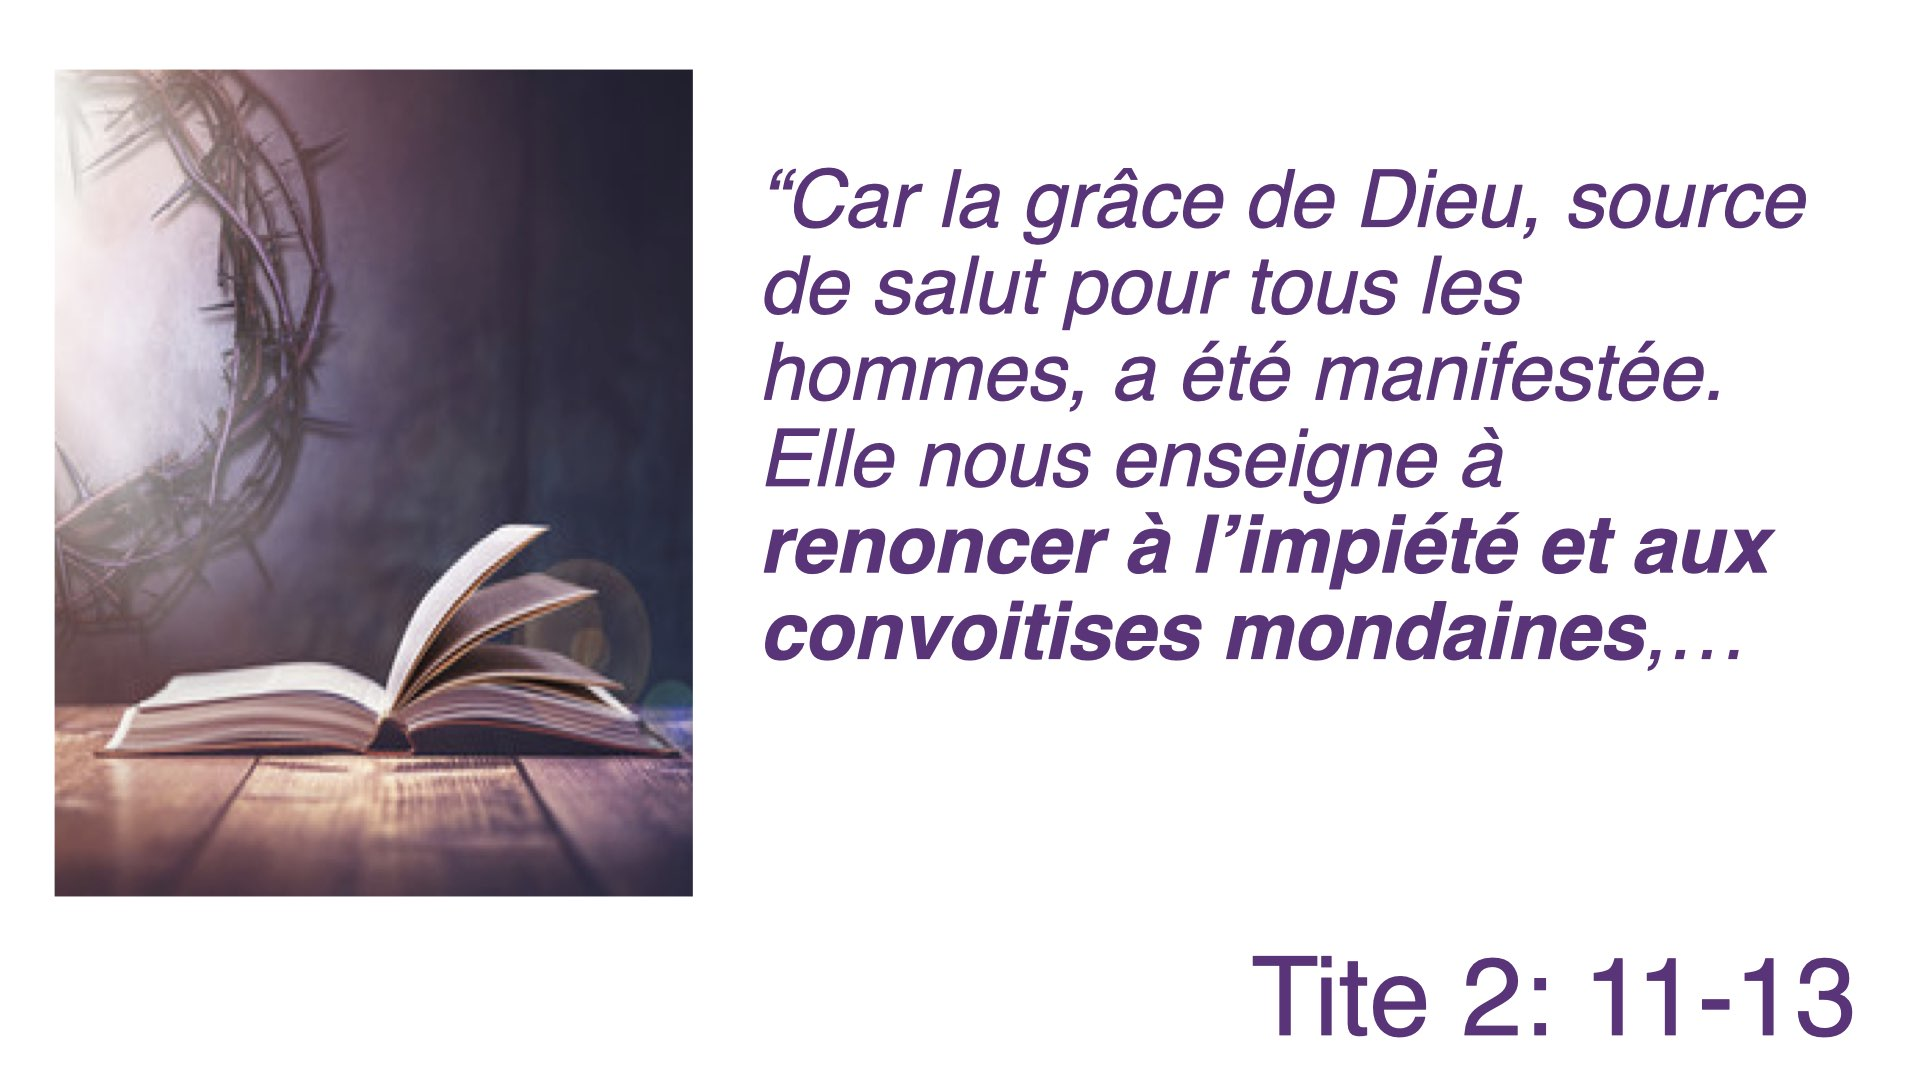 “Car la grâce de Dieu, source
de salut pour tous les
hommes, a été manifestée.
Elle nous enseigne à
renoncer à l’impiété et aux
convoitises mondaines,…
Tite 2: 11-13